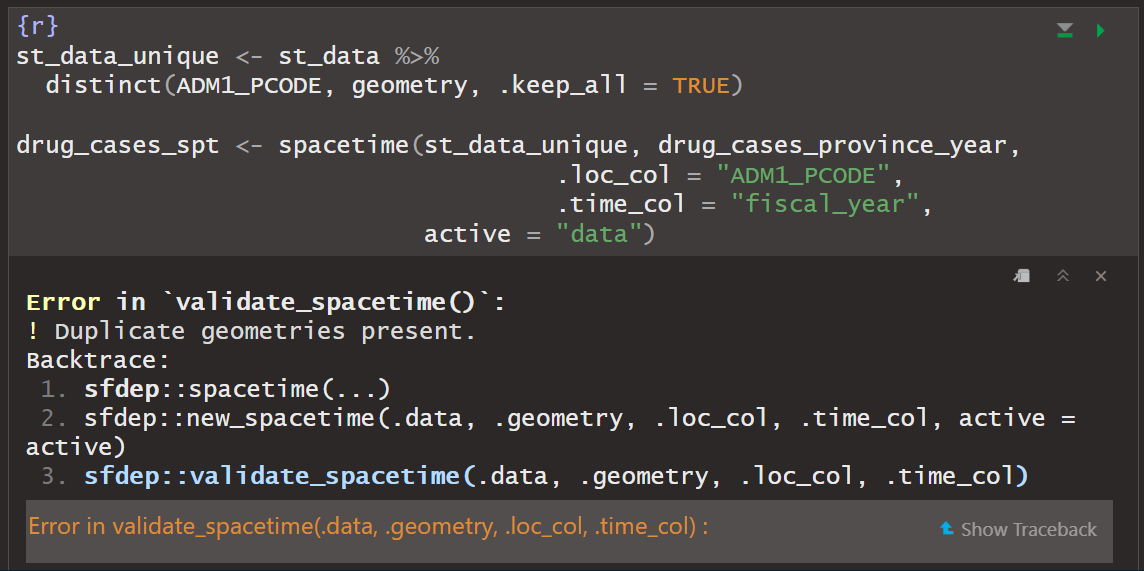 {r}
st_data_unique <- st_data %>%
  distinct(ADM1_PCODE, geometry, .keep_all = TRUE)

drug_cases_spt <- spacetime(st_data_unique, drug_cases_province_year,
                                     .loc_col = "ADM1_PCODE",
                                     .time_col = "fiscal_year",
                            active = "data")
Error in `validate_spacetime()`:
! Duplicate geometries present.
Backtrace:
 1. sfdep::spacetime(...)
 2. sfdep::new_spacetime(.data, .geometry, .loc_col, .time_col, active =
active)
 3. sfdep::validate_spacetime(.data, .geometry, .loc_col, .time_col)
Error in validate_spacetime(.data, .geometry, .loc_col, .time_col) :
Show Traceback